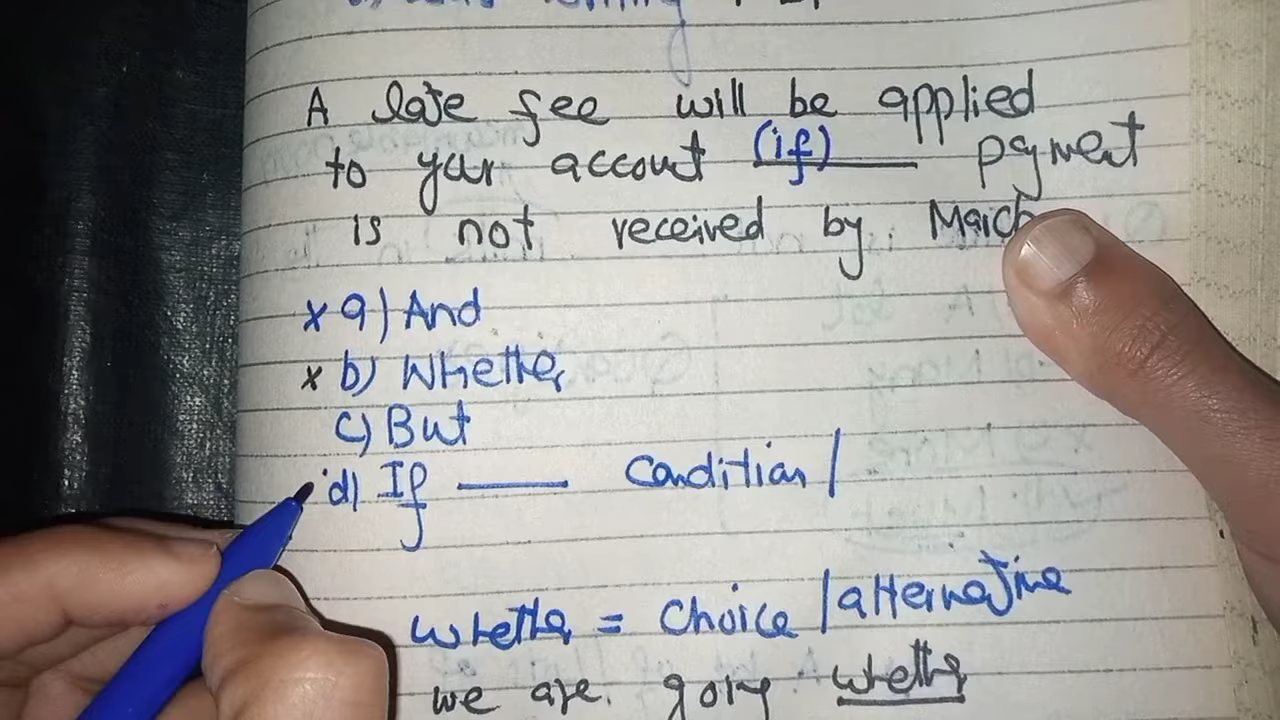 A late fee will be applied
to your account (if)____ payment
is not received by March
x a) And
x b) Whether
c) But
d) If —— Condition /
Whether = Choice / alternative
we are going whether